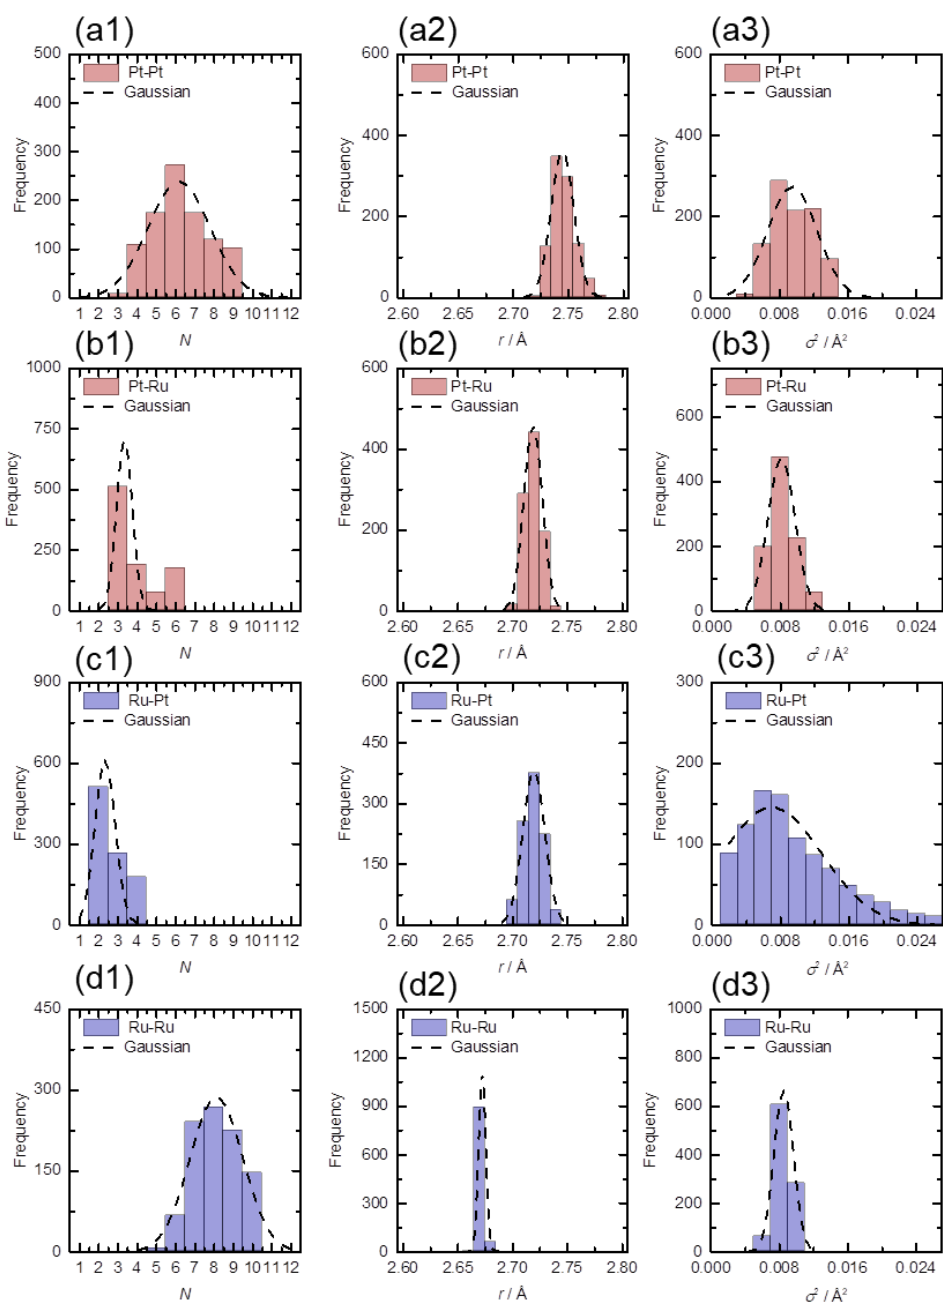 (a1) (a2) (a3)
500 600 600
Pt-Pt Pt-Pt Pt-Pt
Gaussian Gaussian Gaussian
400 400 400
300
200 200 200
100
0 0 0
Frequency Frequency Frequency
1 2 3 4 5 6 7 8 9 10 11 12 2.60 2.65 2.70 2.75 2.80 0.000 0.008 0.016 0.024
N r / Å σ² / Å²
(b1) (b2) (b3)
1000 600
Pt-Ru Pt-Ru Pt-Ru
Gaussian Gaussian Gaussian
750 400 600
500 400
250 200 200
0 0 0
Frequency Frequency Frequency
1 2 3 4 5 6 7 8 9 10 11 12 2.60 2.65 2.70 2.75 2.80 0.000 0.008 0.016 0.024
N r / Å σ² / Å²
(c1) (c2) (c3)
900 600 300
Ru-Pt Ru-Pt Ru-Pt
Gaussian Gaussian Gaussian
600 450 200
300 300 100
150
0 0 0
Frequency Frequency Frequency
1 2 3 4 5 6 7 8 9 10 11 12 2.60 2.65 2.70 2.75 2.80 0.000 0.008 0.016 0.024
N r / Å σ² / Å²
(d1) (d2) (d3)
450 1500 1000
Ru-Ru Ru-Ru Ru-Ru
Gaussian Gaussian Gaussian
300 1200 800
900 600
150 600 400
300 200
0 0 0
Frequency Frequency Frequency
1 2 3 4 5 6 7 8 9 10 11 12 2.60 2.65 2.70 2.75 2.80 0.000 0.008 0.016 0.024
N r / Å σ² / Å²